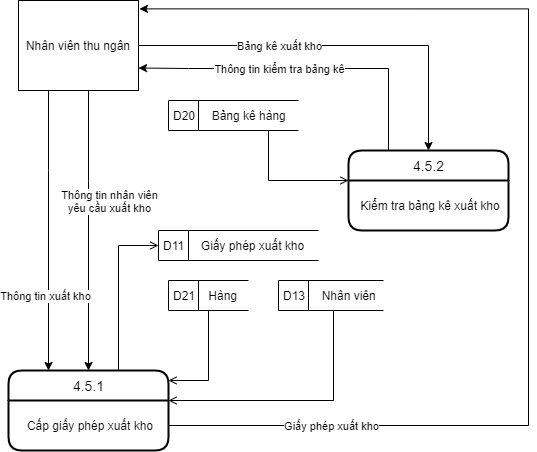 Nhân viên thu ngân
Bảng kê xuất kho
Thông tin kiểm tra bảng kê
D20 Bảng kê hàng
4.5.2
Kiểm tra bảng kê xuất kho
Thông tin nhân viên
yêu cầu xuất kho
D11 Giấy phép xuất kho
Thông tin xuất kho
D21 Hàng
D13 Nhân viên
4.5.1
Cấp giấy phép xuất kho
Giấy phép xuất kho